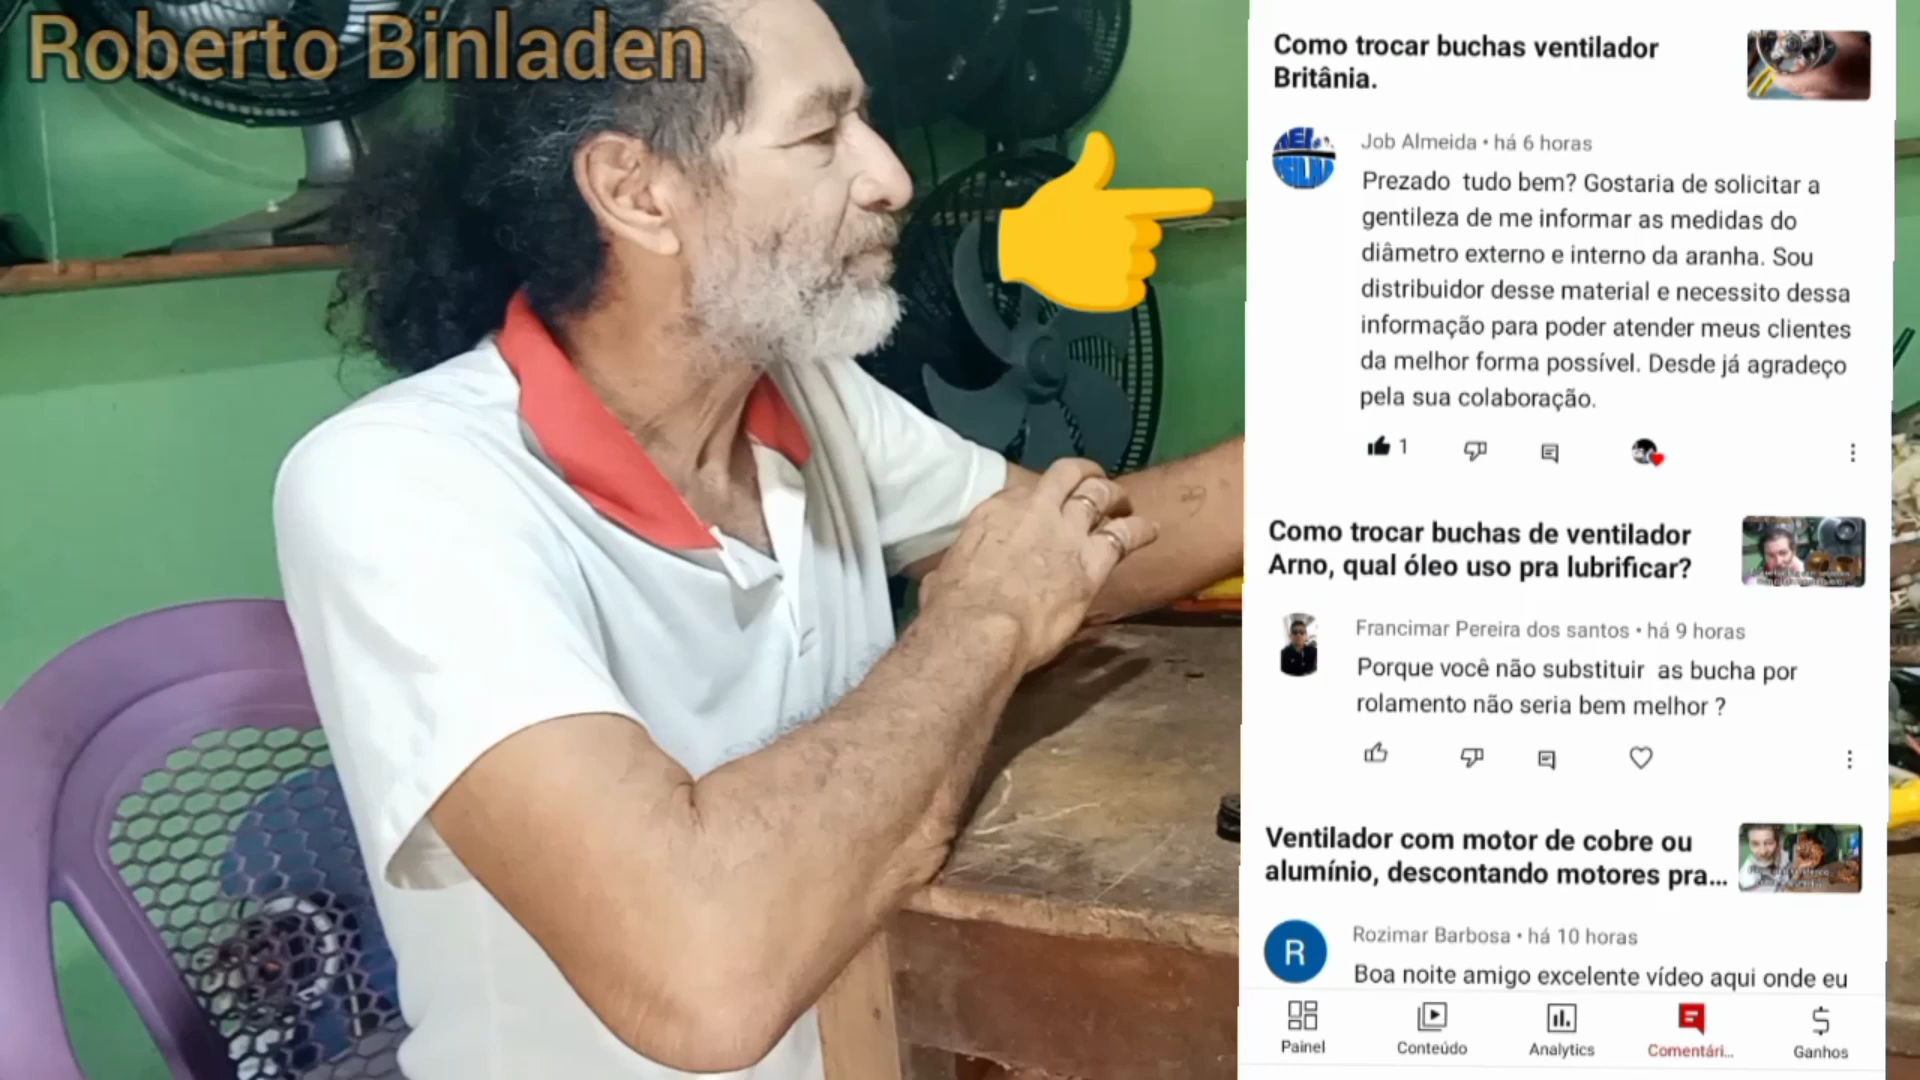 Roberto Binladen
Como trocar buchas ventilador
Britânia.
Job Almeida • há 6 horas
Prezado tudo bem? Gostaria de solicitar a
gentileza de me informar as medidas do
diâmetro externo e interno da aranha. Sou
distribuidor desse material e necessito dessa
informação para poder atender meus clientes
da melhor forma possível. Desde já agradeço
pela sua colaboração.
1
Como trocar buchas de ventilador
Arno, qual óleo uso pra lubrificar?
Francimar Pereira dos santos • há 9 horas
Porque você não substituir as bucha por
rolamento não seria bem melhor ?
Ventilador com motor de cobre ou
alumínio, descontando motores pra...
R
Rozimar Barbosa • há 10 horas
Boa noite amigo excelente vídeo aqui onde eu
Painel
Conteúdo
Analytics
Comentári...
Ganhos